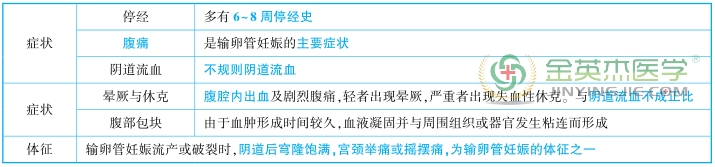 症状
停经 多有 6~8 周停经史
腹痛 是输卵管妊娠的主要症状
阴道流血 不规则阴道流血
症状
晕厥与休克 腹腔内出血及剧烈腹痛,轻者出现晕厥,严重者出现失血性休克。与阴道流血不成正比
腹部包块 由于血肿形成时间较久,血液凝固并与周围组织或器官发生粘连而形成
体征 输卵管妊娠流产或破裂时,阴道后穹隆饱满,宫颈举痛或摇摆痛,为输卵管妊娠的体征之一
金英杰医学®
JINYINGJIE.COM